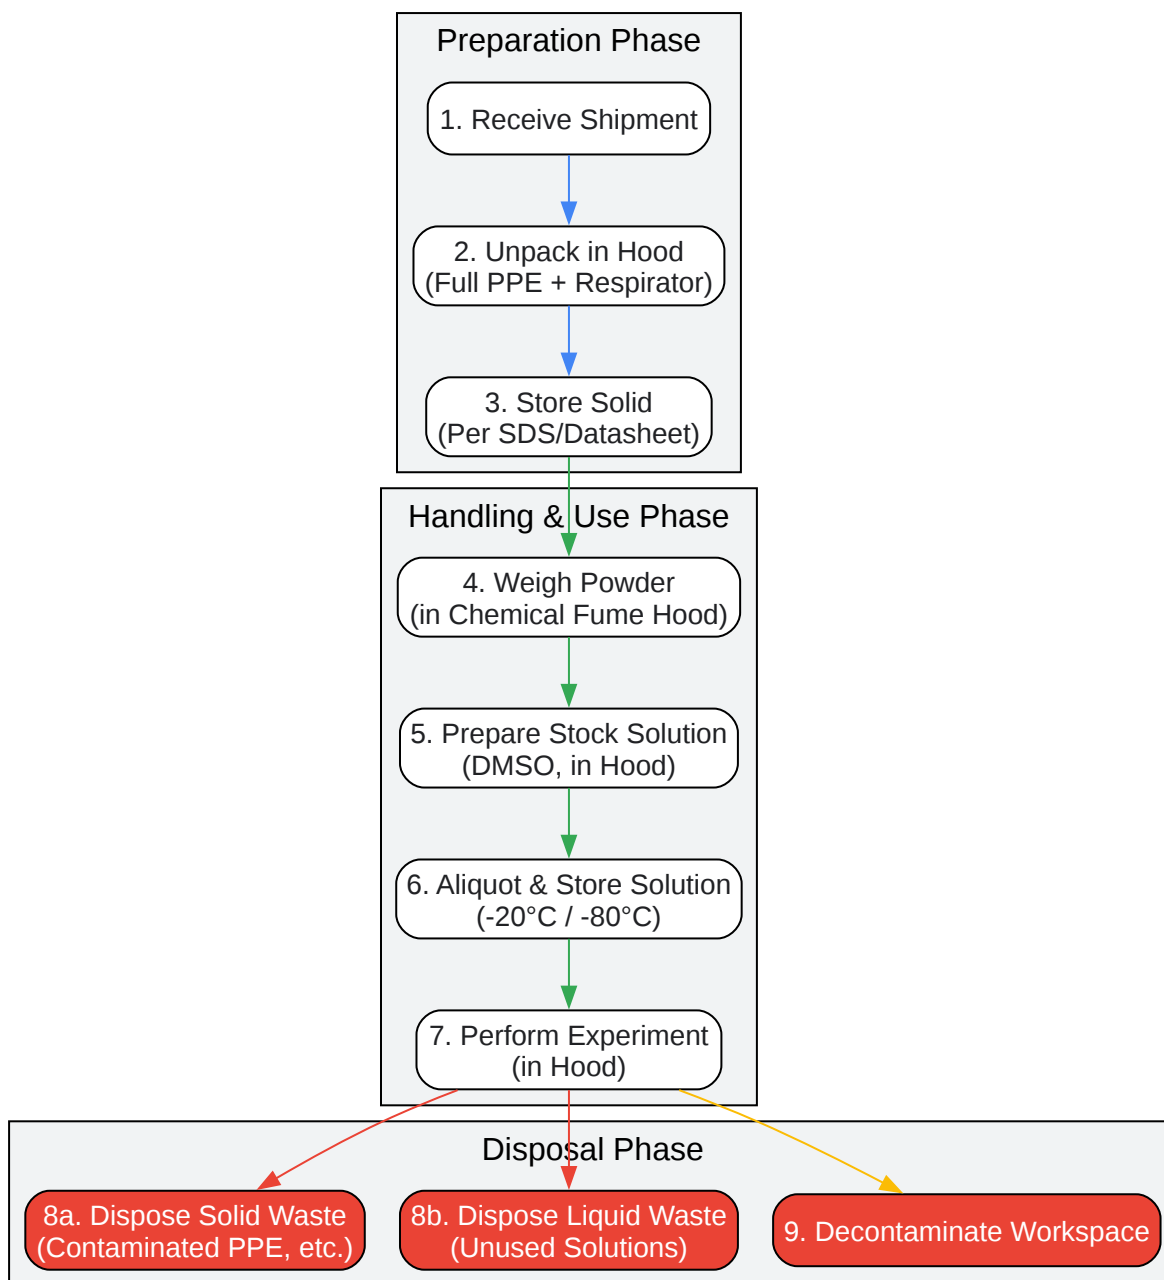 Preparation Phase
1. Receive Shipment
2. Unpack in Hood
(Full PPE + Respirator)
3. Store Solid
(Per SDS/Datasheet)
Handling & Use Phase
4. Weigh Powder
(in Chemical Fume Hood)
5. Prepare Stock Solution
(DMSO, in Hood)
6. Aliquot & Store Solution
(-20°C / -80°C)
7. Perform Experiment
(in Hood)
Disposal Phase
8a. Dispose Solid Waste
(Contaminated PPE, etc.)
8b. Dispose Liquid Waste
(Unused Solutions)
9. Decontaminate Workspace